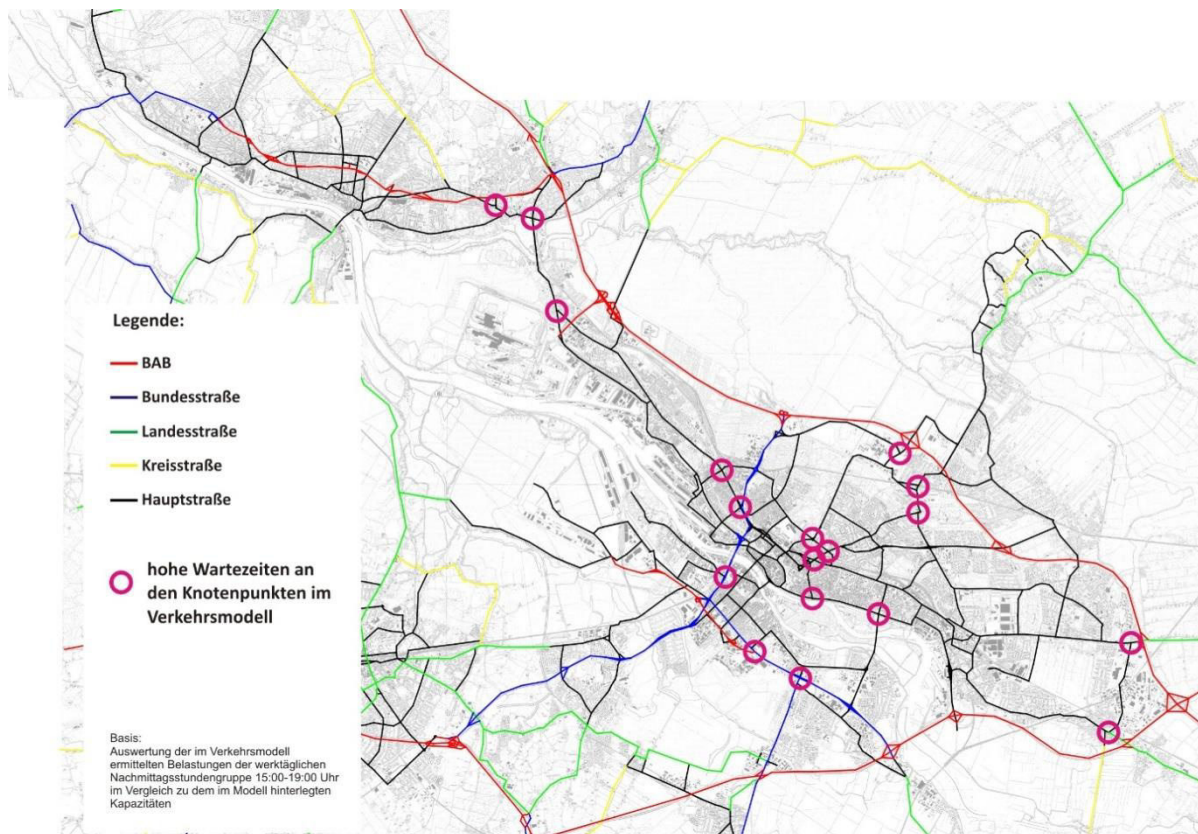 Legende:
BAB
Bundesstraße
Landesstraße
Kreisstraße
Hauptstraße
hohe Wartezeiten an
den Knotenpunkten im
Verkehrsmodell
Basis:
Auswertung der im Verkehrsmodell
ermittelten Belastungen der werktäglichen
Nachmittagsstundengruppe 15:00-19:00 Uhr
im Vergleich zu dem im Modell hinterlegten
Kapazitäten